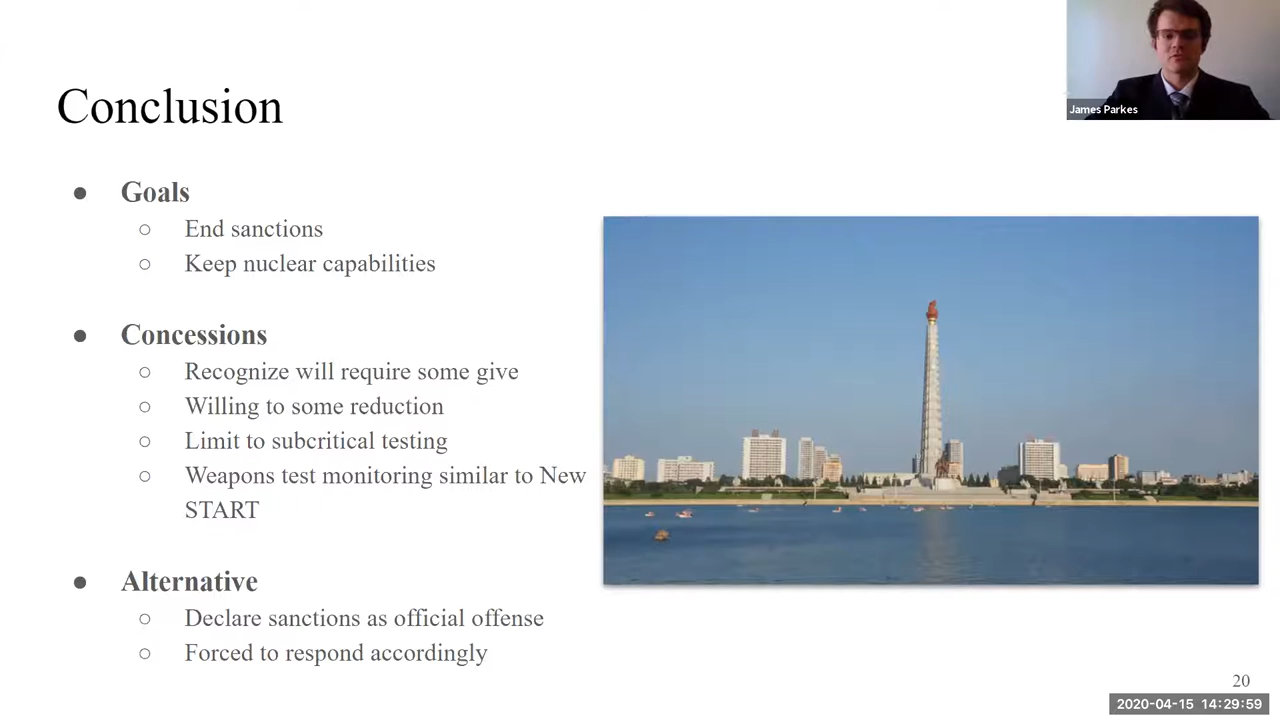 James Parkes
Conclusion
● Goals
○ End sanctions
○ Keep nuclear capabilities
● Concessions
○ Recognize will require some give
○ Willing to some reduction
○ Limit to subcritical testing
○ Weapons test monitoring similar to New
START
● Alternative
○ Declare sanctions as official offense
○ Forced to respond accordingly
20
2020-04-15 14:29:59